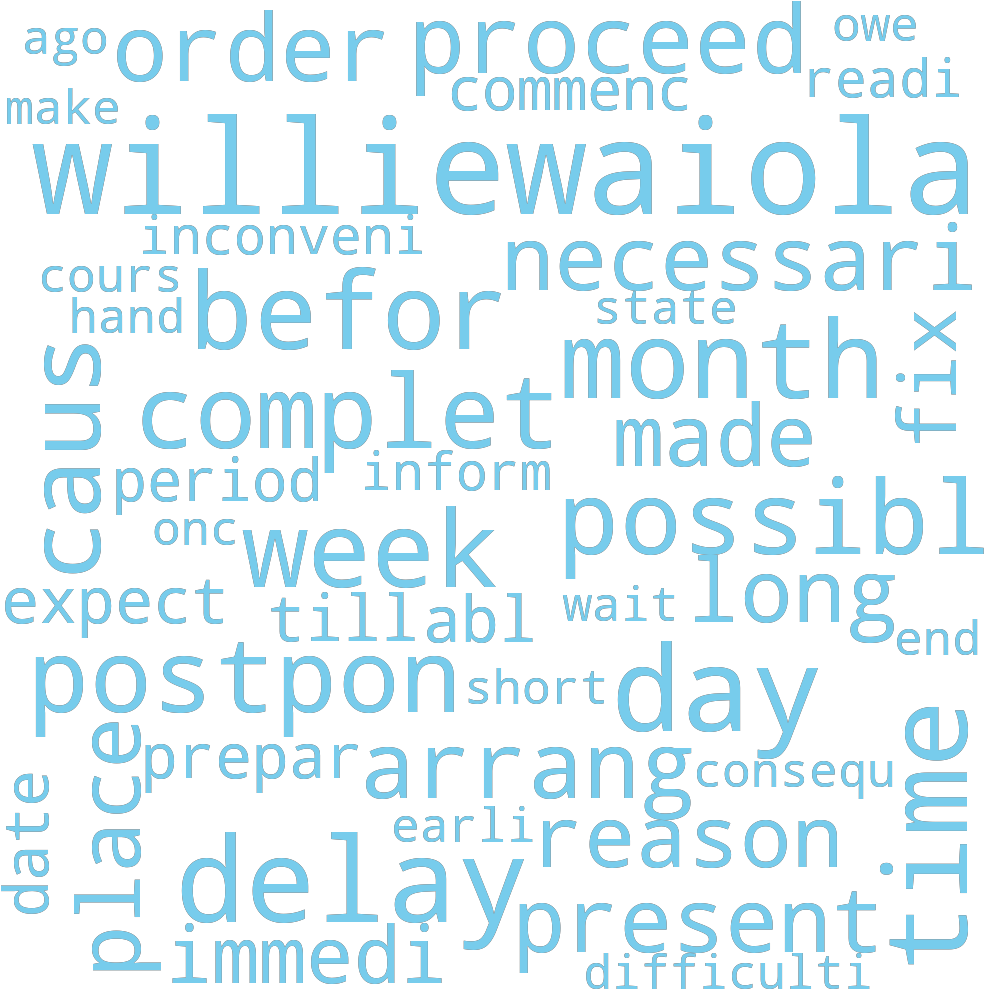 ago order proceed owe
commenc readi
make
williewaiola
inconveni necessari
cours befor state
hand month fix
caus complet made
period inform
onc week possibl
expect tillabl wait long
end
postpon short day
place prepar arrang consequ time
date earli reason
delay present
immedi difficulti